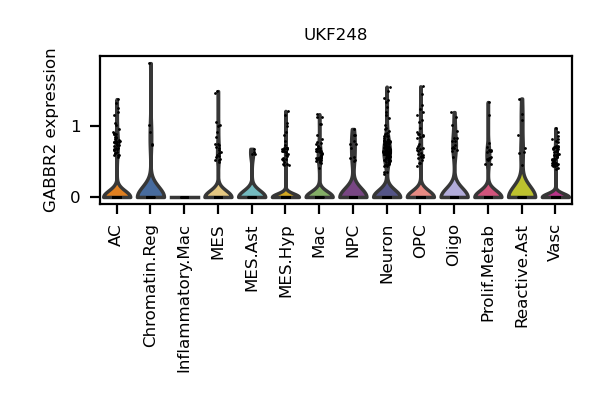 UKF248
GABBR2 expression
1
0
AC
Chromatin.Reg
Inflammatory.Mac
MES
MES.Ast
MES.Hyp
Mac
NPC
Neuron
OPC
Oligo
Prolif.Metab
Reactive.Ast
Vasc